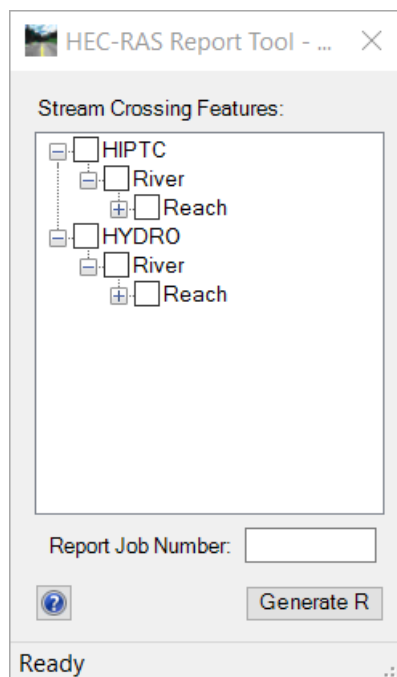 HEC-RAS Report Tool - ...
Stream Crossing Features:
HIPTC
River
Reach
HYDRO
River
Reach
Report Job Number:
Generate R
Ready